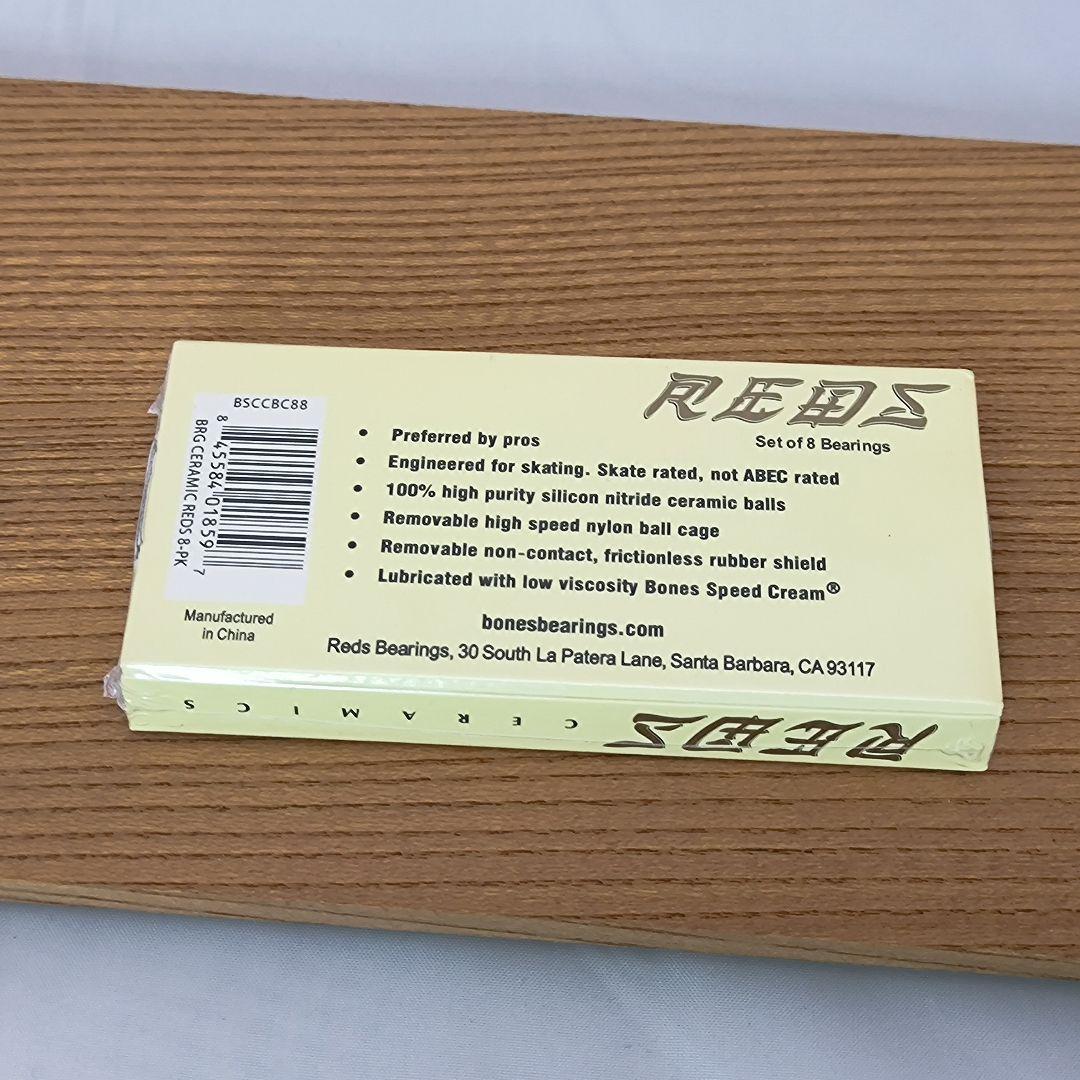 REDS
Set of 8 Bearings
BSCCBC88
8 45584 01859 7
BRG CERAMIC REDS 8-PK
• Preferred by pros
• Engineered for skating. Skate rated, not ABEC rated
• 100% high purity silicon nitride ceramic balls
• Removable high speed nylon ball cage
• Removable non-contact, frictionless rubber shield
• Lubricated with low viscosity Bones Speed Cream®
Manufactured
in China
bonesbearings.com
Reds Bearings, 30 South La Patera Lane, Santa Barbara, CA 93117
REDS CERAMICS